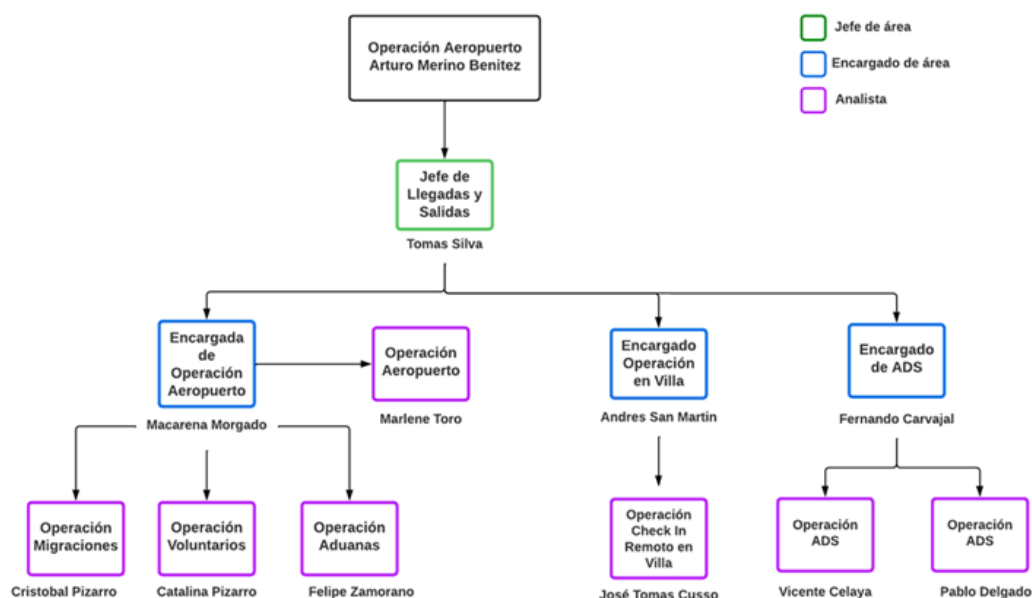 Operación Aeropuerto
Arturo Merino Benitez
Jefe de área
Encargado de área
Analista
Jefe de
Llegadas y
Salidas
Tomas Silva
Encargada
de
Operación
Aeropuerto
Macarena Morgado
Operación
Aeropuerto
Marlene Toro
Encargado
Operación
en Villa
Andres San Martin
Encargado
de ADS
Fernando Carvajal
Operación
Migraciones
Cristobal Pizarro
Operación
Voluntarios
Catalina Pizarro
Operación
Aduanas
Felipe Zamorano
Operación
Check In
Remoto en
Villa
José Tomas Cusso
Operación
ADS
Vicente Celaya
Operación
ADS
Pablo Delgado